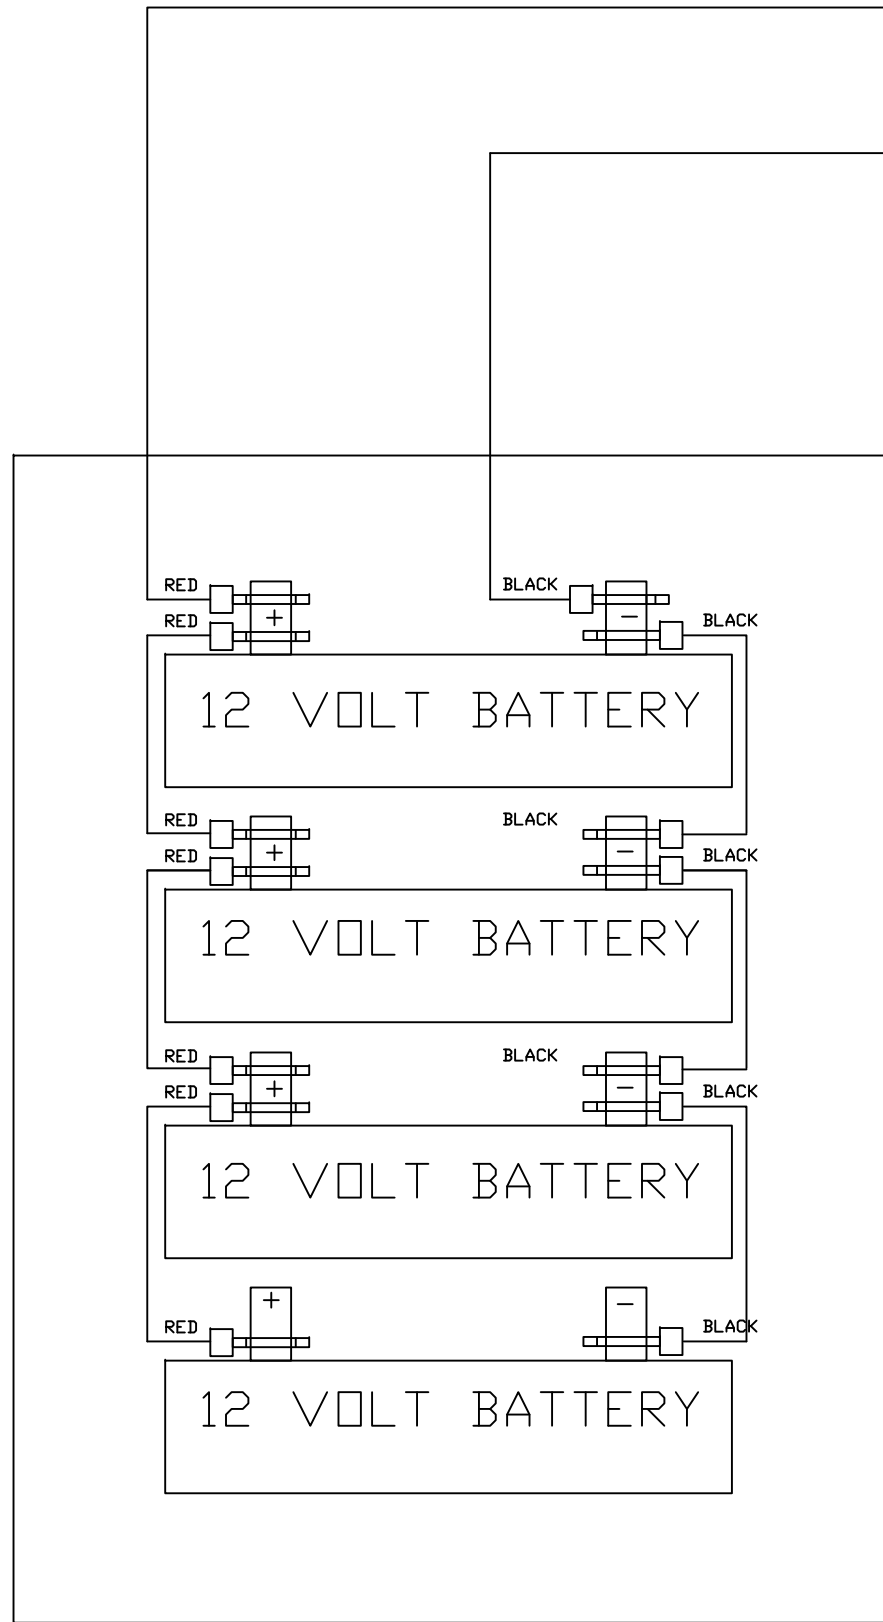 RED BLACK
+ -
RED BLACK
12 VOLT BATTERY
RED BLACK
+ -
RED BLACK
12 VOLT BATTERY
RED BLACK
+ -
RED BLACK
12 VOLT BATTERY
+ -
RED BLACK
12 VOLT BATTERY